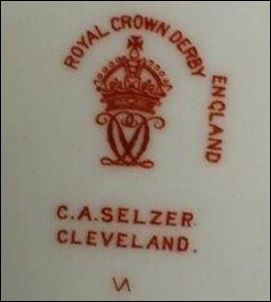 ROYAL CROWN DERBY
ENGLAND
C.A.SELZER.
CLEVELAND.